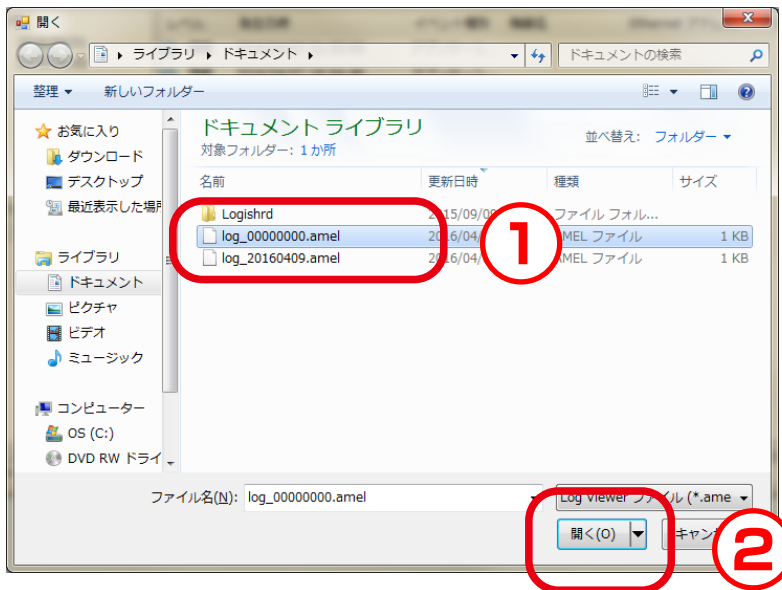 開く
ライブラリ ▸ ドキュメント ▸
ドキュメントの検索
整理 ▼ 新しいフォルダー
お気に入り
ダウンロード
デスクトップ
最近表示した場所
ライブラリ
ドキュメント
ピクチャ
ビデオ
ミュージック
コンピューター
OS (C:)
DVD RW ドライ
ドキュメント ライブラリ
対象フォルダー: 1 か所
並べ替え: フォルダー ▼
名前 更新日時 種類 サイズ
Logishrd ファイル フォル...
log_00000000.amel 2016/04/ AMEL ファイル 1 KB
log_20160409.amel 2016/04/ AMEL ファイル 1 KB
1
ファイル名(N): log_00000000.amel
Log Viewer ファイル (*.ame
開く(O)
キャン
2